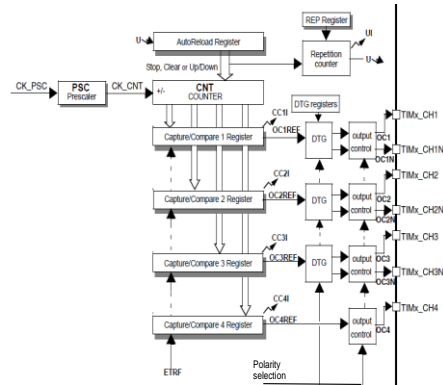 REP Register
UI
U
AutoReload Register
Repetition
counter
U
Stop, Clear or Up/Down
CK_PSC
PSC
Prescaler
CK_CNT
+/-
CNT
COUNTER
CC1I
DTG registers
TIMx_CH1
Capture/Compare 1 Register
OC1REF
DTG
output
control
OC1
OC1N
TIMx_CH1N
CC2I
TIMx_CH2
Capture/Compare 2 Register
OC2REF
DTG
output
control
OC2
OC2N
TIMx_CH2N
CC3I
TIMx_CH3
Capture/Compare 3 Register
OC3REF
DTG
output
control
OC3
OC3N
TIMx_CH3N
CC4I
TIMx_CH4
Capture/Compare 4 Register
OC4REF
output
control
OC4
ETRF
Polarity
selection